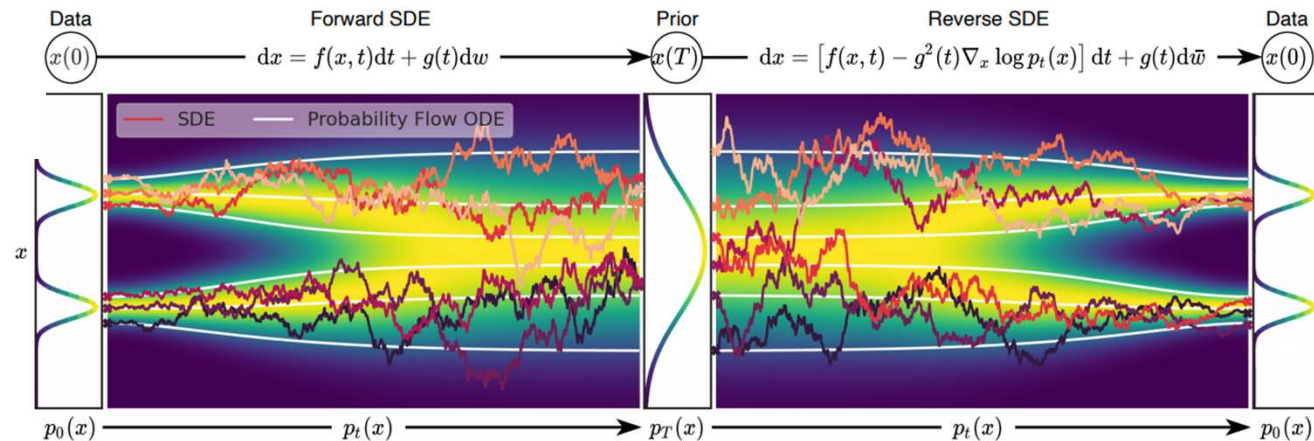 Data Forward SDE Prior Reverse SDE Data
x(0) dx = f(x, t)dt + g(t)dw x(T) dx = [f(x, t) − g²(t)∇ₓ log pₜ(x)] dt + g(t)dw̄ x(0)
SDE Probability Flow ODE
x
p₀(x) pₜ(x) p_T(x) pₜ(x) p₀(x)